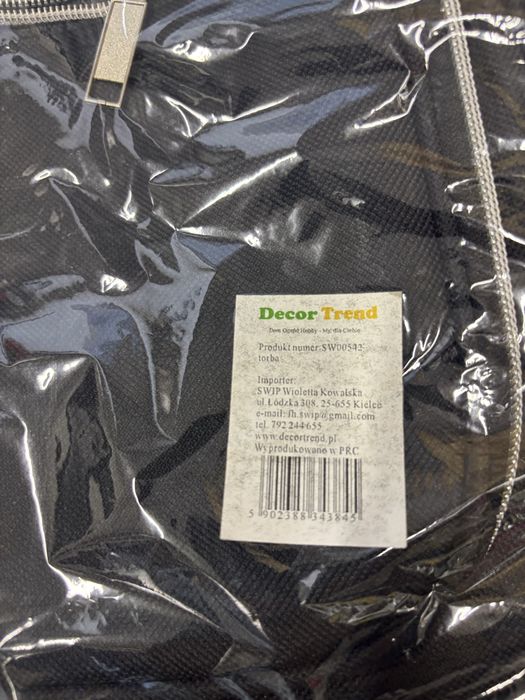 Decor Trend
Dom Ogród Hobby - My dla Ciebie
Produkt numer:SW00542
torba
Importer:
SWIP Wioletta Kowalska
ul.Łódzka 308, 25-655 Kielce
e-mail: fh.swip@gmail.com
tel. 792 244 655
www.decortrend.pl
Wyprodukowano w PRC
5 902388 343845